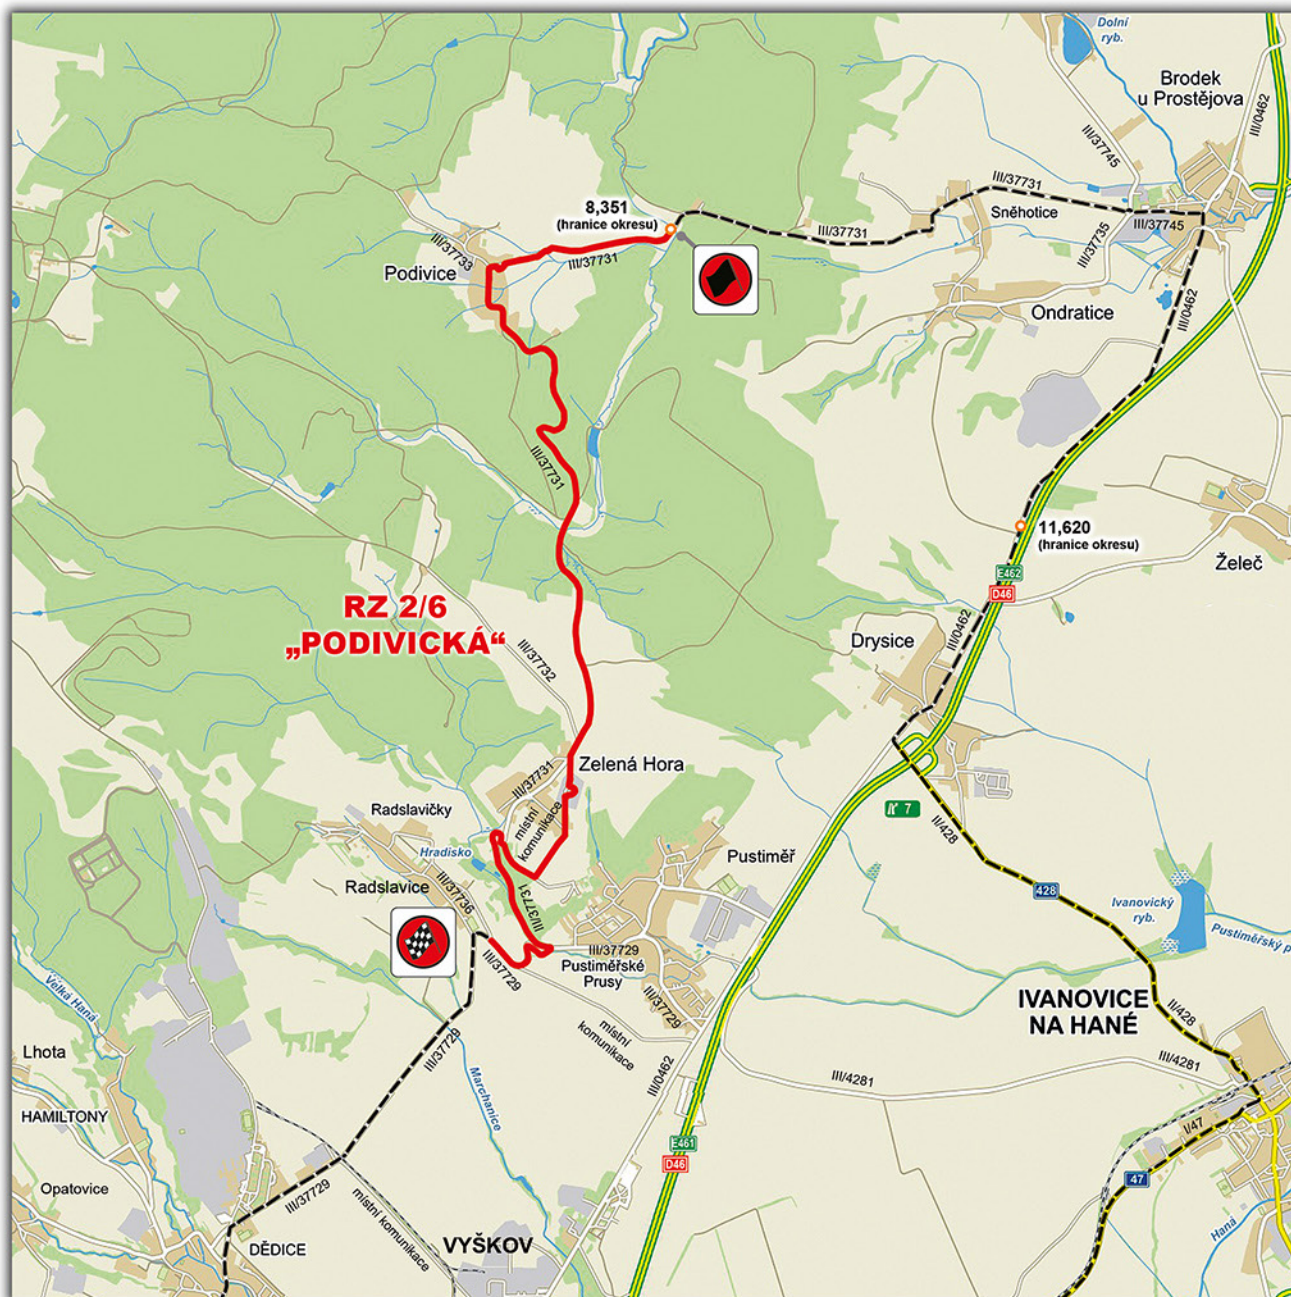 Dolní
ryb.
Brodek
u Prostějova
III/0462
III/37745
III/37731
Sněhotice
8,351
(hranice okresu)
III/37731
III/37745
III/37735
III/37733
III/37731
Podivice
Ondratice
III/0462
III/37731
11,620
(hranice okresu)
Želeč
E462
D46
RZ 2/6
„PODIVICKÁ“
III/0462
Drysice
III/37732
Zelená Hora
III/37731
Radslavičky
místní
komunikace
7
II/428
Hradisko
Pustiměř
Radslavice
III/37736
III/37731
428
Ivanovický
ryb.
Pustiměřský p
III/37729
III/37729
Pustiměřské
Prusy
Velká Haná
III/37729
IVANOVICE
NA HANÉ
II/428
místní
komunikace
III/37729
Lhota
III/0462
III/4281
III/4281
Marchanice
HAMILTONY
I/47
E461
D46
Opatovice
III/37729
47
místní komunikace
DĚDICE
VYŠKOV
Haná